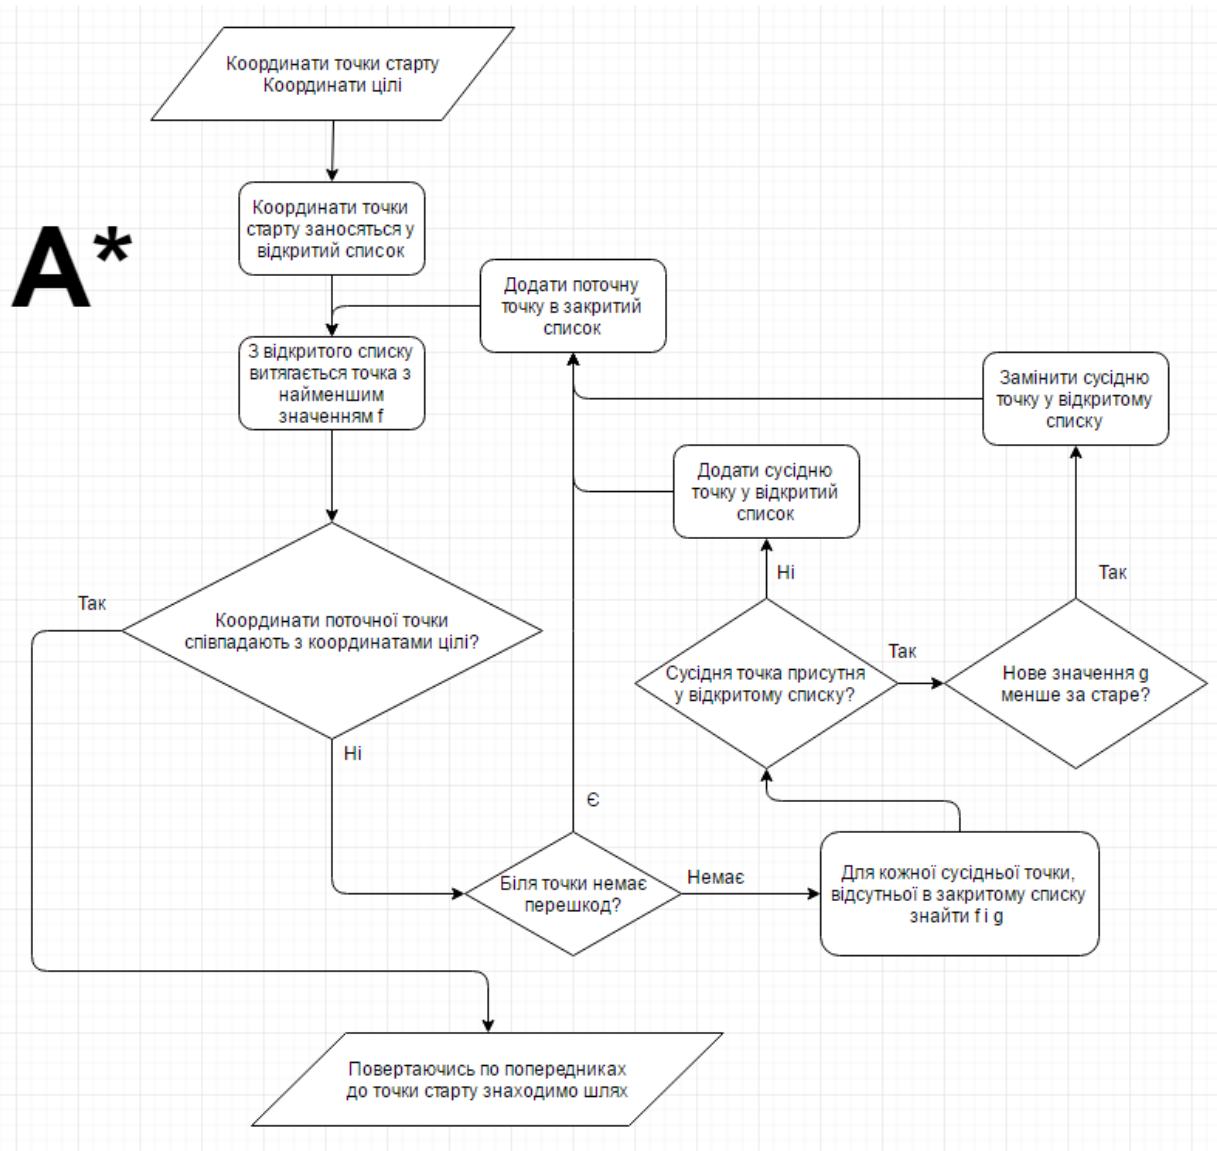 Координати точки старту
Координати цілі
A*
Координати точки
старту заносяться у
відкритий список
Додати поточну
точку в закритий
список
З відкритого списку
витягається точка з
найменшим
значенням f
Замінити сусідню
точку у відкритому
списку
Додати сусідню
точку у відкритий
список
Ні
Так
Так
Координати поточної точки
співпадають з координатами цілі?
Так
Сусідня точка присутня
у відкритому списку?
Нове значення g
менше за старе?
Ні
Є
Біля точки немає
перешкод?
Немає
Для кожної сусідньої точки,
відсутньої в закритому списку
знайти f і g
Повертаючись по попередниках
до точки старту знаходимо шлях